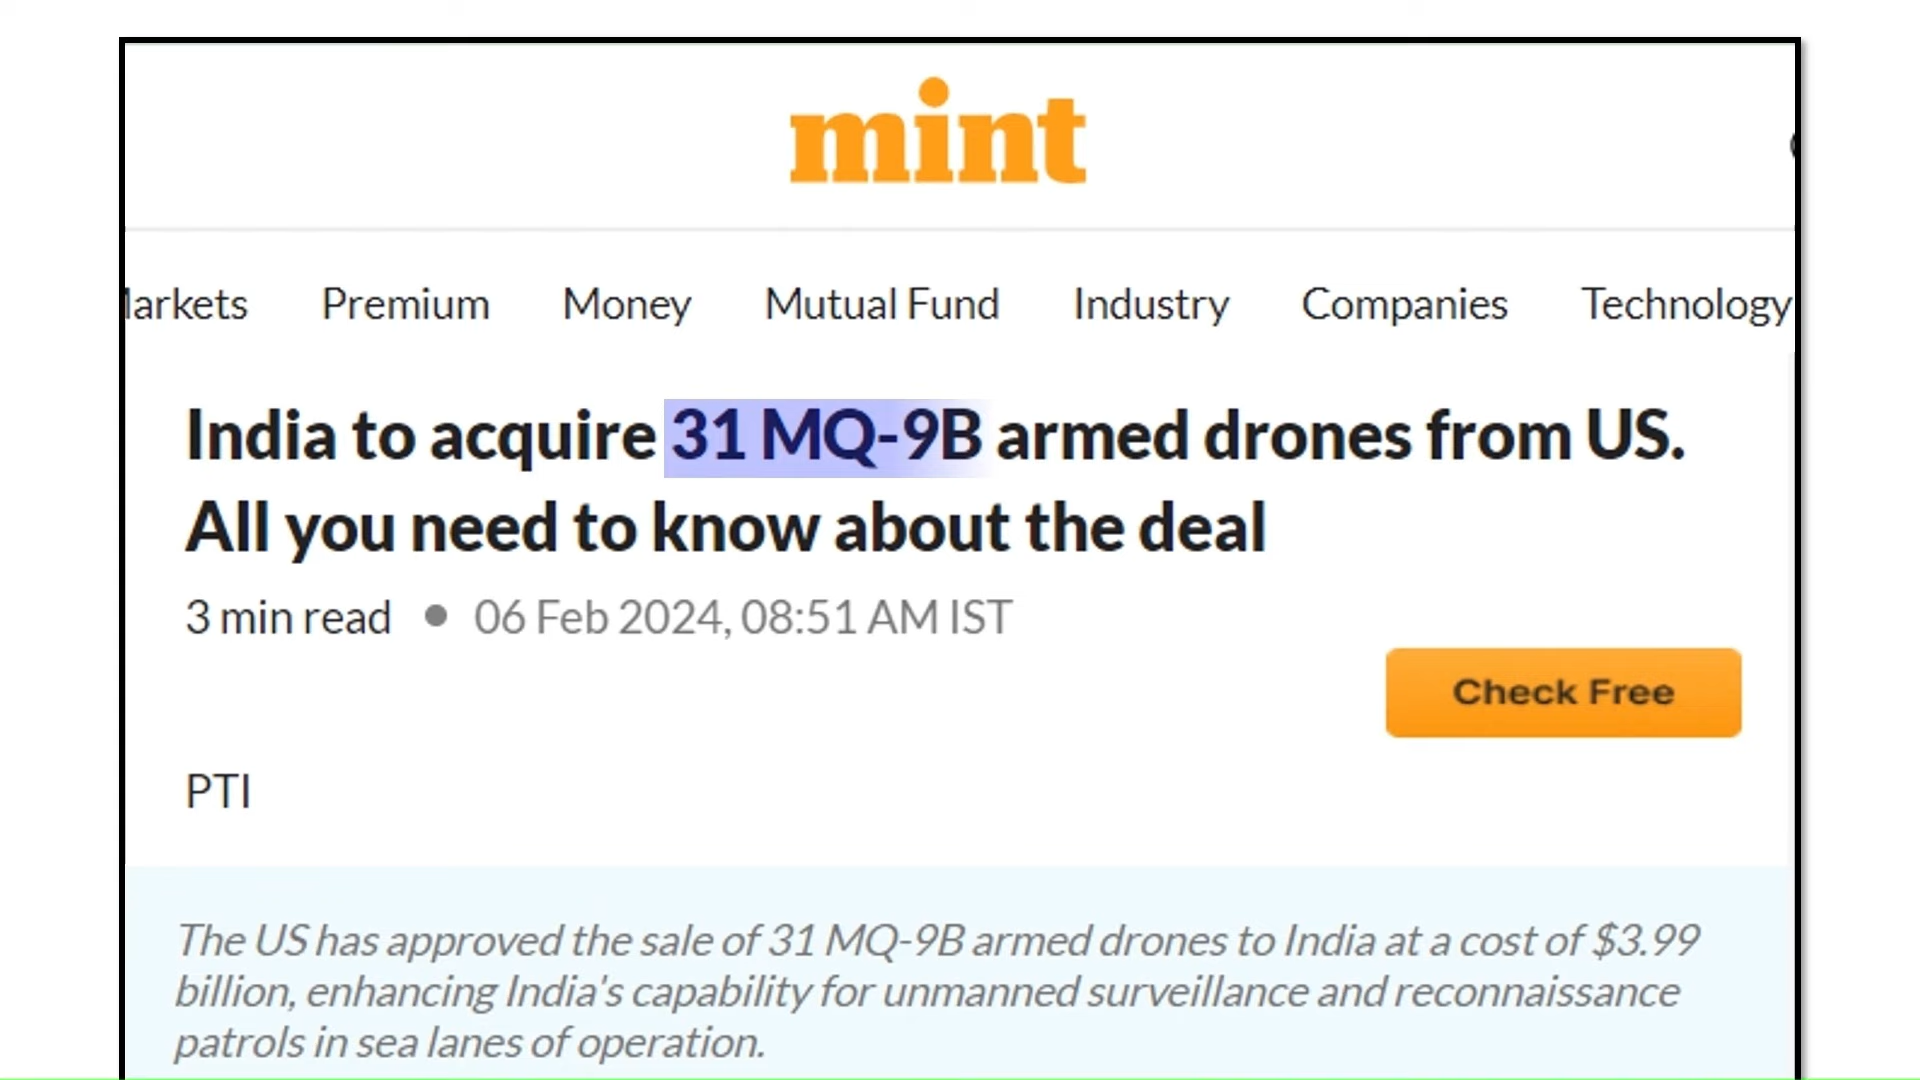 mint
Markets Premium Money Mutual Fund Industry Companies Technology
India to acquire 31 MQ-9B armed drones from US.
All you need to know about the deal
3 min read • 06 Feb 2024, 08:51 AM IST
Check Free
PTI
The US has approved the sale of 31 MQ-9B armed drones to India at a cost of $3.99
billion, enhancing India's capability for unmanned surveillance and reconnaissance
patrols in sea lanes of operation.